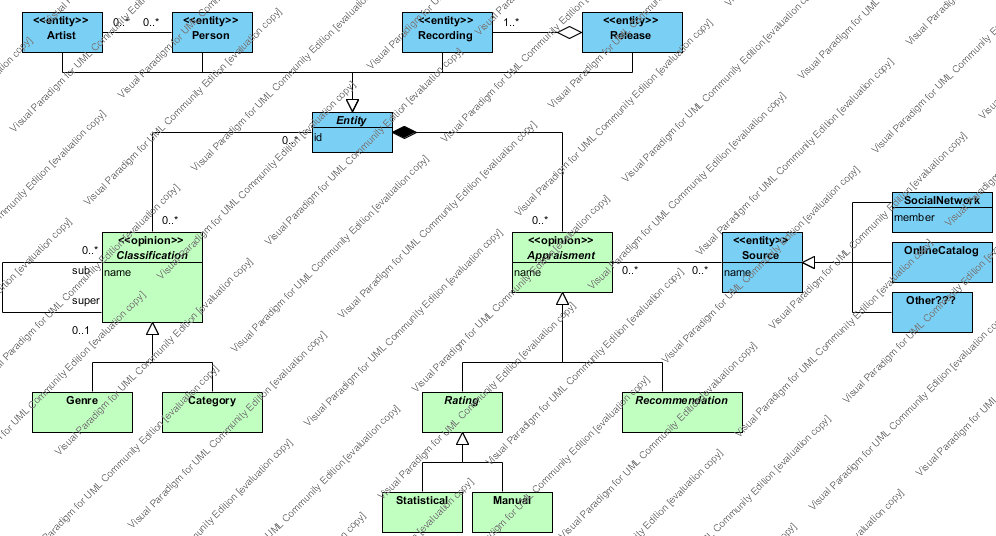 <<entity>>
Artist
0..*
0..*
<<entity>>
Person
<<entity>>
Recording
1..*
<<entity>>
Release
Entity
id
0..*
0..*
0..*
<<opinion>>
Classification
name
0..*
sub
super
0..1
<<opinion>>
Appraisment
name
0..*
0..*
<<entity>>
Source
name
SocialNetwork
member
OnlineCatalog
Other???
Genre
Category
Rating
Recommendation
Statistical
Manual
Visual Paradigm for UML Community Edition [evaluation copy]